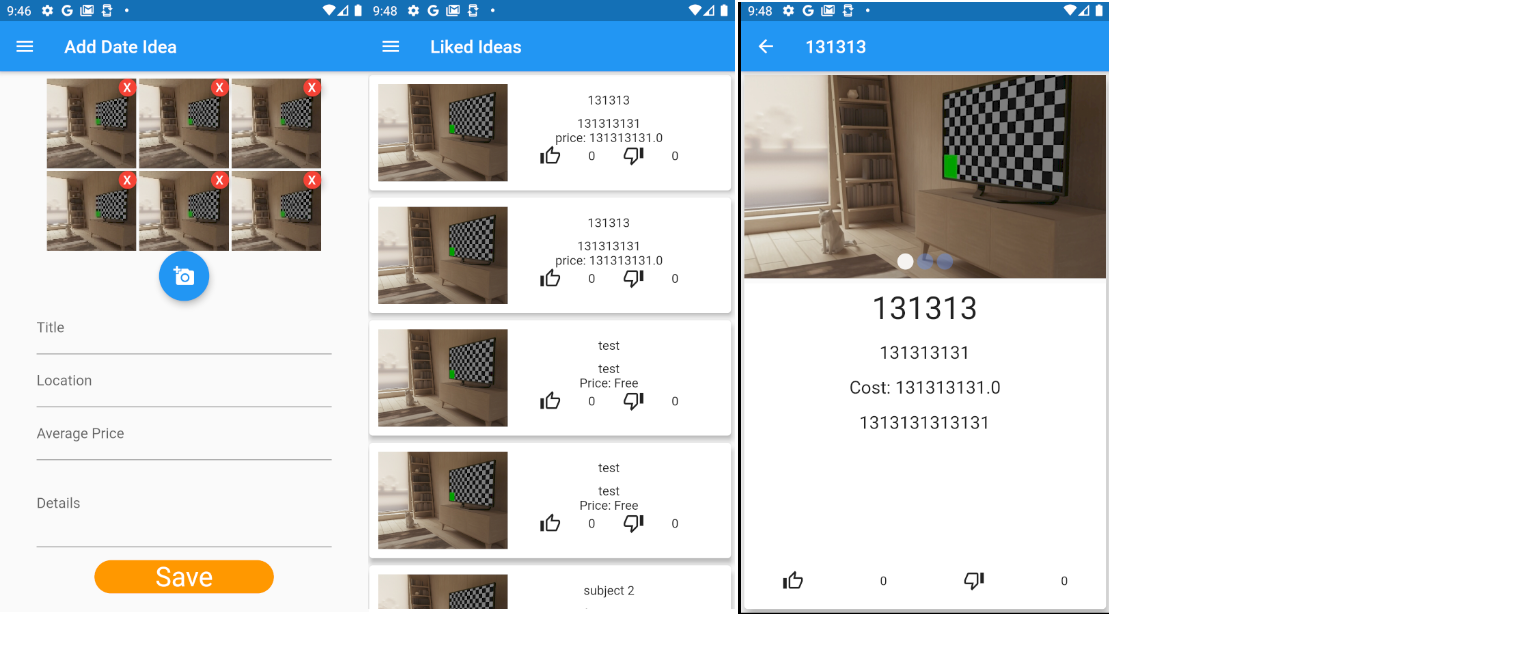 9:46
Add Date Idea
X X X
X X X
Title
Location
Average Price
Details
Save
9:48
Liked Ideas
131313
131313131
price: 131313131.0
0 0
131313
131313131
price: 131313131.0
0 0
test
test
Price: Free
0 0
test
test
Price: Free
0 0
subject 2
9:48
131313
131313
131313131
Cost: 131313131.0
1313131313131
0 0